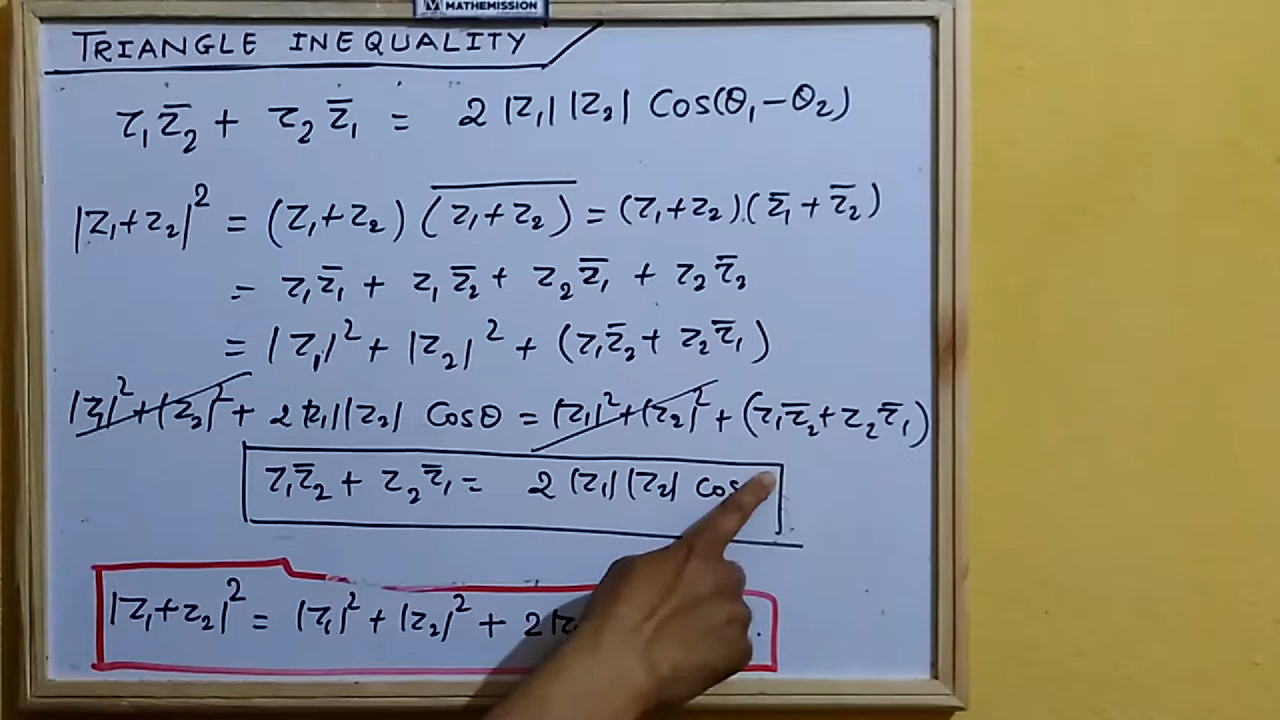 MATHEMISSION
TRIANGLE INEQUALITY
z₁z̅₂ + z₂z̅₁ = 2|z₁||z₂| Cos(θ₁-θ₂)
|z₁+z₂|² = (z₁+z₂)(z₁+z₂)̅ = (z₁+z₂).(z̅₁+z̅₂)
= z₁z̅₁ + z₁z̅₂ + z₂z̅₁ + z₂z̅₂
= |z₁|² + |z₂|² + (z₁z̅₂ + z₂z̅₁)
|z₁|²+|z₂|² + 2|z₁||z₂| Cosθ = |z₁|²+|z₂|² + (z₁z̅₂+z₂z̅₁)
z₁z̅₂ + z₂z̅₁ = 2|z₁||z₂| Cos
|z₁+z₂|² = |z₁|² + |z₂|² + 2|z